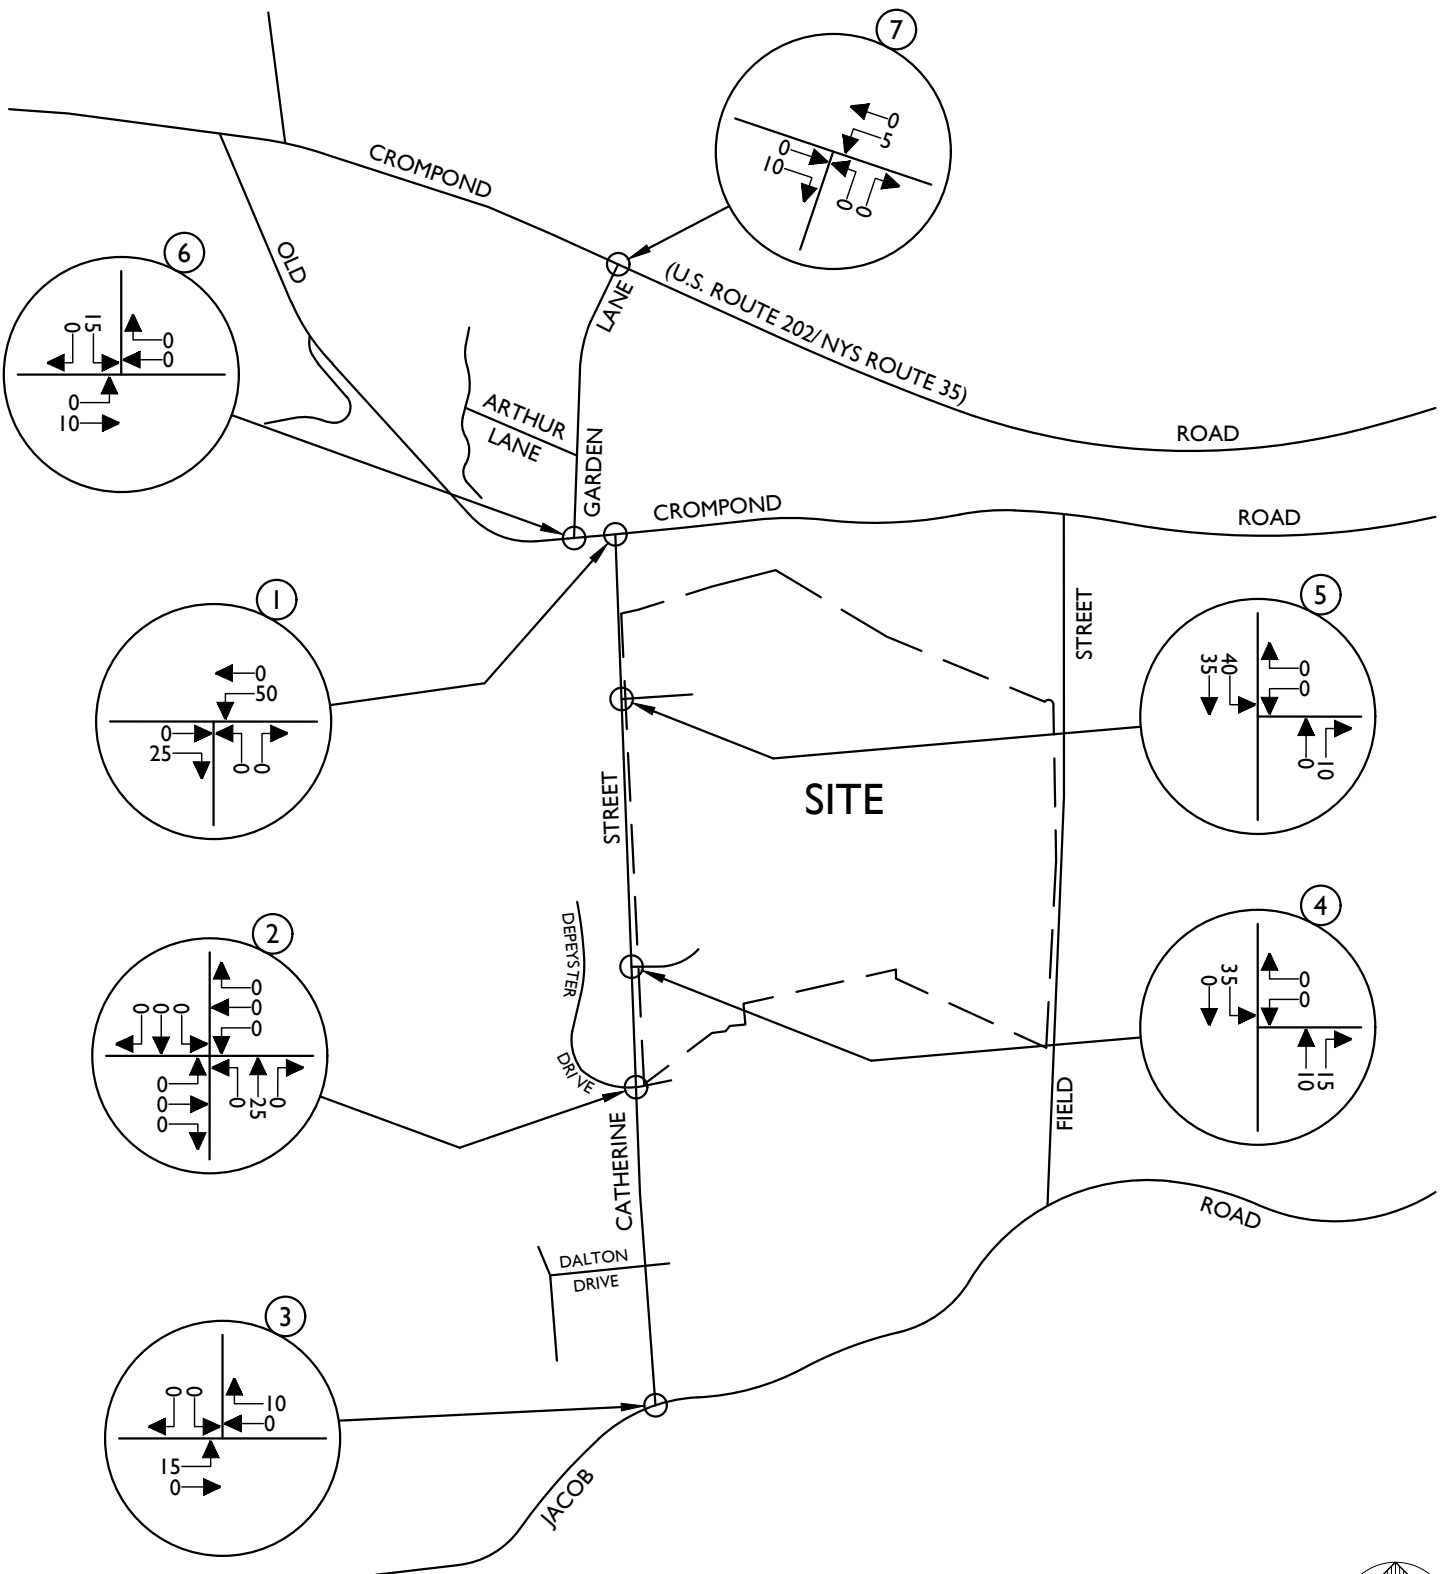 7
0
5
0
10
0
0
CROMPOND
6
OLD
LANE
(U.S. ROUTE 202/ NYS ROUTE 35)
0
15
0
0
0
10
ARTHUR
LANE
GARDEN
ROAD
CROMPOND
ROAD
1
0
50
0
25
0
0
STREET
5
35
40
0
0
0
10
SITE
STREET
2
0
0
0
0
0
0
0
0
0
0
25
0
DEPEYSTER
DRIVE
4
0
35
0
0
10
15
FIELD
CATHERINE
ROAD
DALTON
DRIVE
3
0
0
10
0
15
0
JACOB